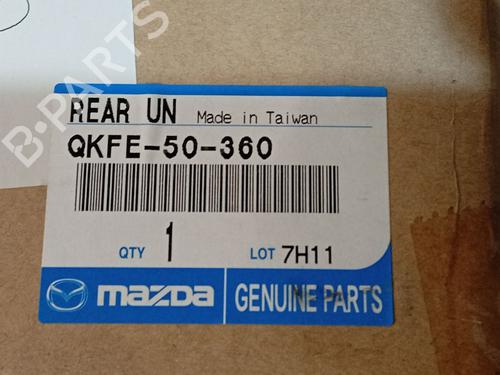 B-PARTS
REAR UN Made in Taiwan
QKFE-50-360
QTY 1 LOT 7H11
mazda GENUINE PARTS